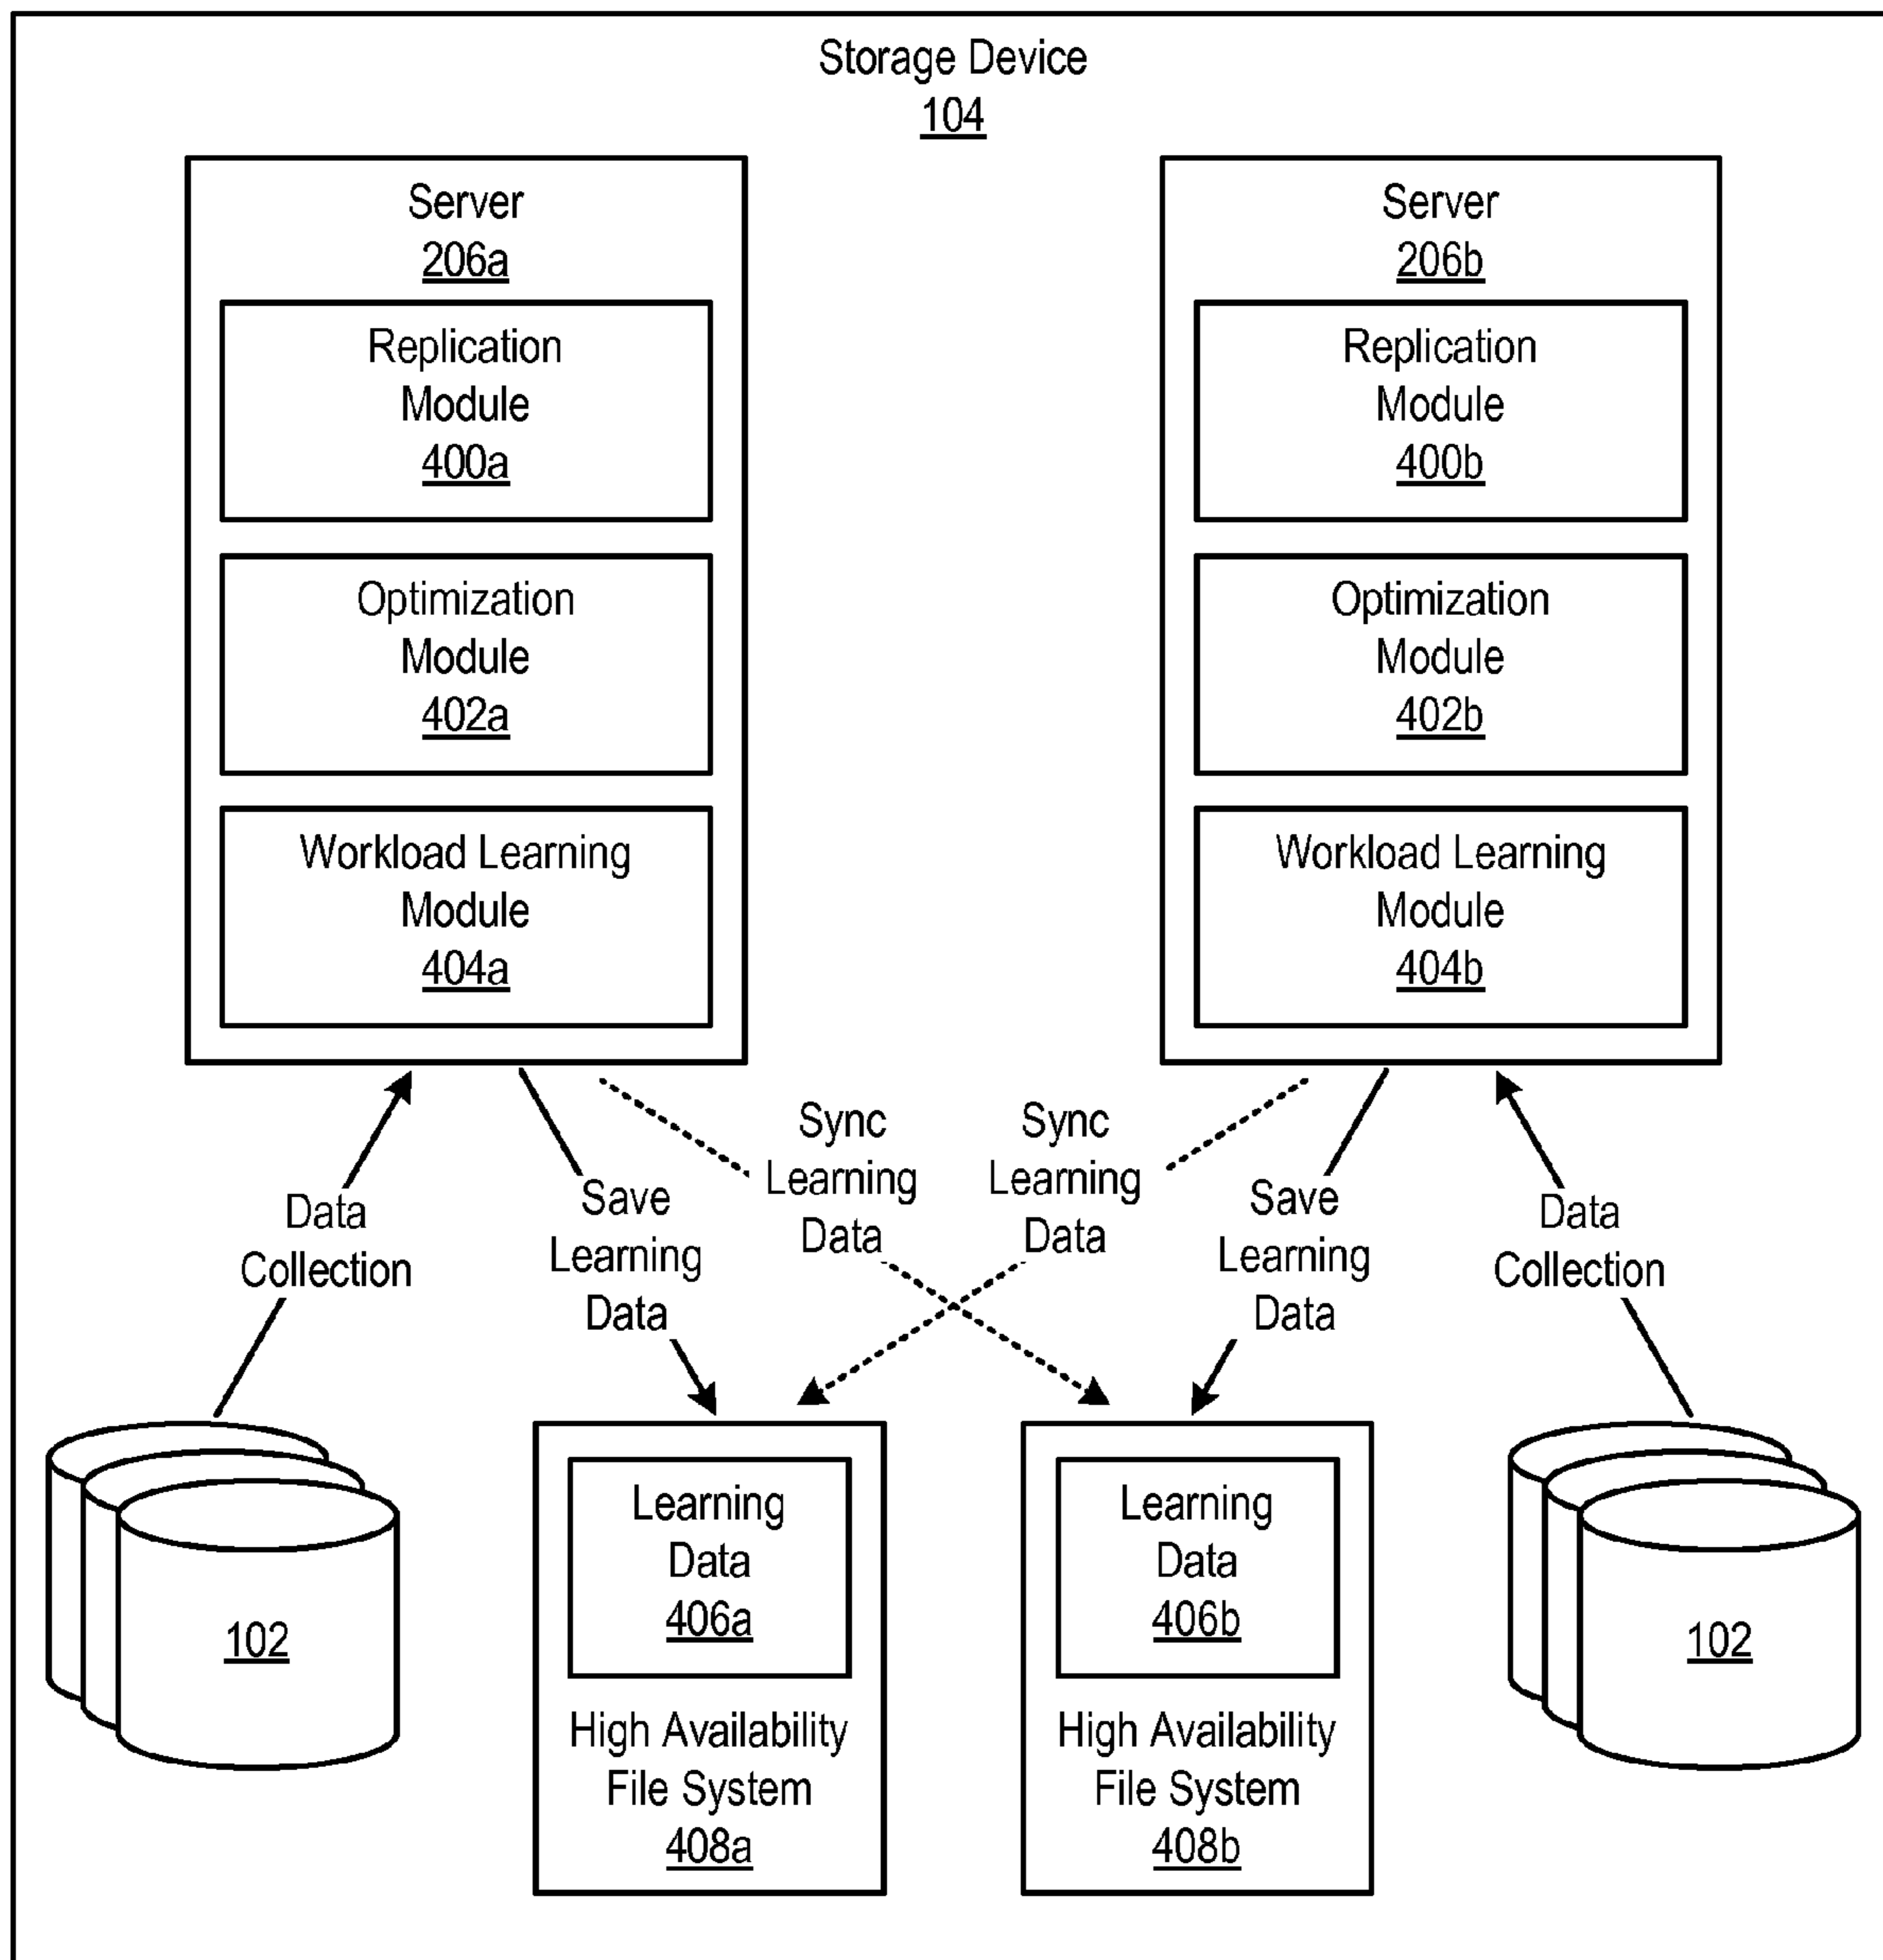 Storage Device
104
Server
206a
Replication
Module
400a
Optimization
Module
402a
Workload Learning
Module
404a
Server
206b
Replication
Module
400b
Optimization
Module
402b
Workload Learning
Module
404b
Data
Collection
Save
Learning
Data
Sync
Learning
Data
Sync
Learning
Data
Save
Learning
Data
Data
Collection
102
Learning
Data
406a
High Availability
File System
408a
Learning
Data
406b
High Availability
File System
408b
102